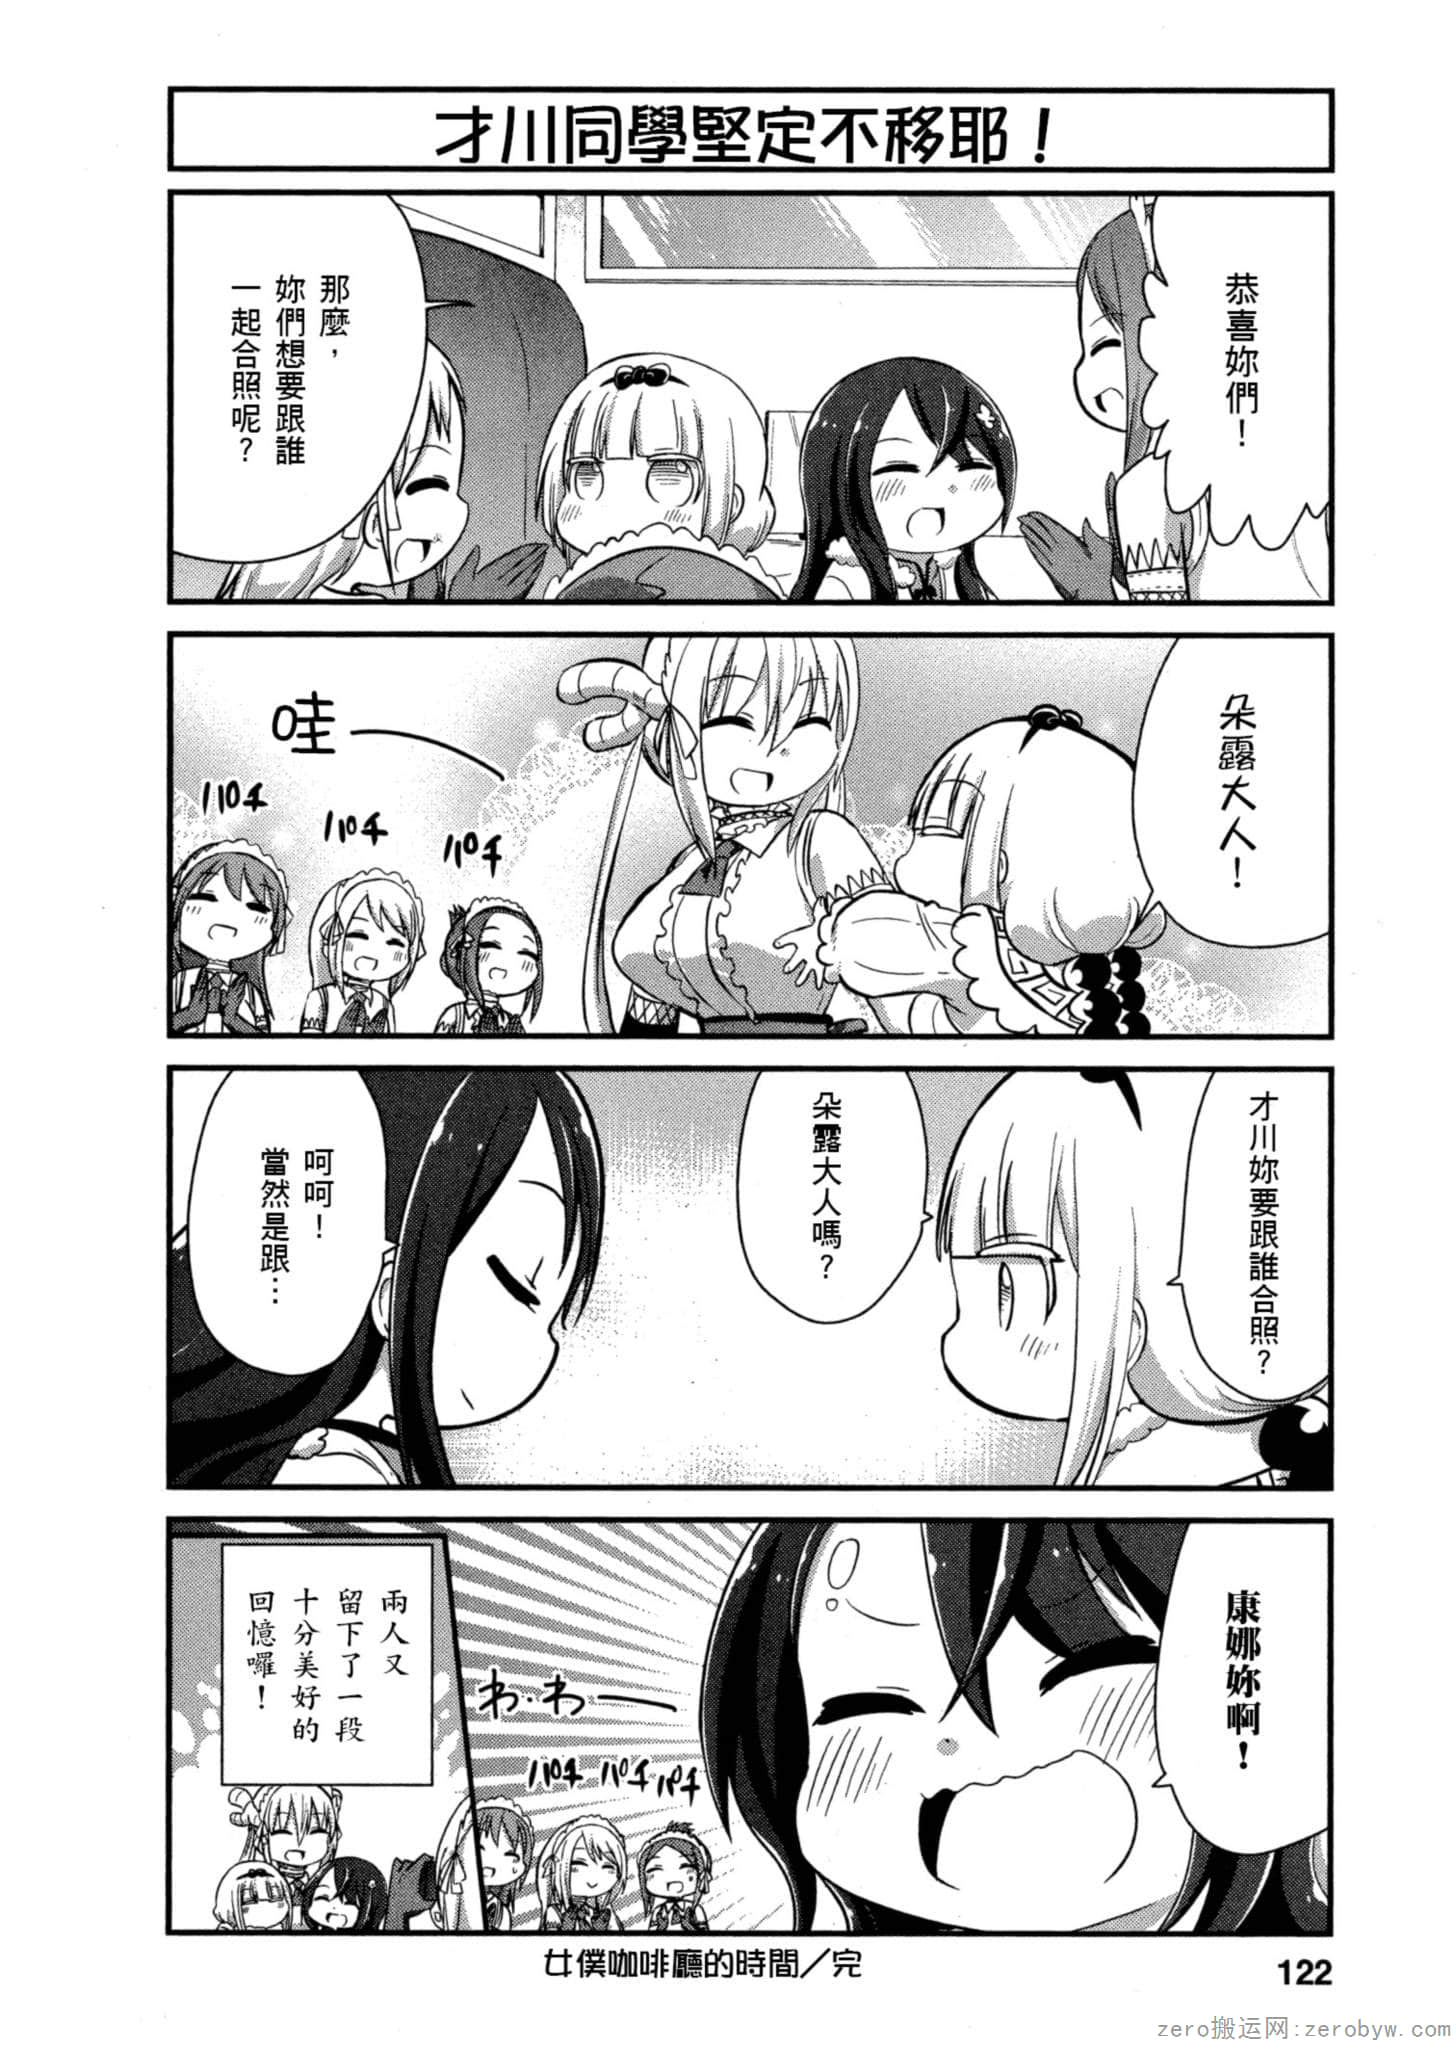 才川同學堅定不移耶！
恭喜妳們！
那麼，
妳們想要跟誰
一起合照呢？
朵露大人！
哇
パチ
パチ
パチ
才川妳要跟誰合照？
朵露大人嗎？
呵呵！
當然是跟…
康娜妳啊！
わ・わー
パチ
パチ
パチ
兩人又
留下了一段
十分美好的
回憶囉！
女僕咖啡廳的時間／完
122
zero搬运网:zerobyw.com